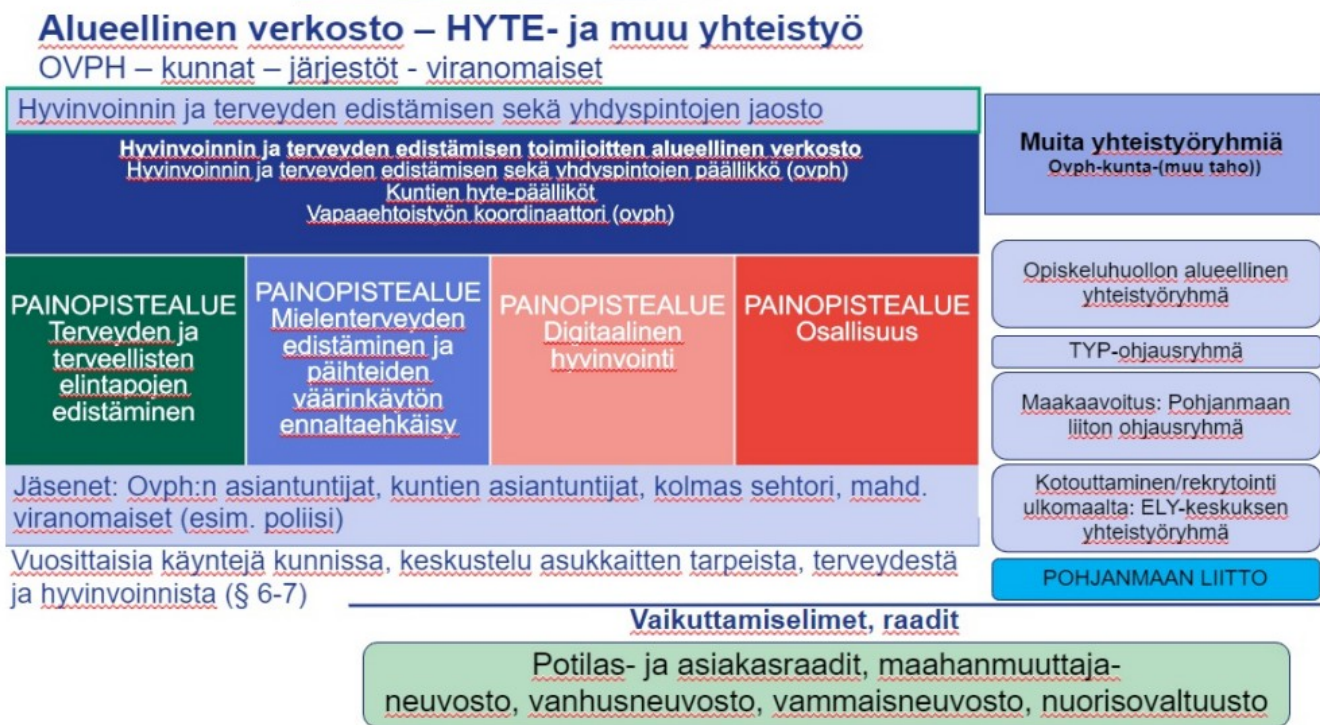 Alueellinen verkosto – HYTE- ja muu yhteistyö
OVPH – kunnat – järjestöt - viranomaiset
Hyvinvoinnin ja terveyden edistämisen sekä yhdyspintojen jaosto
Hyvinvoinnin ja terveyden edistämisen toimijoitten alueellinen verkosto
Hyvinvoinnin ja terveyden edistämisen sekä yhdyspintojen päällikkö (ovph)
Kuntien hyte-päälliköt
Vapaaehtoistyön koordinaattori (ovph)
PAINOPISTEALUE
Terveyden ja
terveellisten
elintapojen
edistäminen
PAINOPISTEALUE
Mielenterveyden
edistäminen ja
päihteiden
väärinkäytön
ennaltaehkäisy
PAINOPISTEALUE
Digitaalinen
hyvinvointi
PAINOPISTEALUE
Osallisuus
Jäsenet: Ovph:n asiantuntijat, kuntien asiantuntijat, kolmas sehtori, mahd.
viranomaiset (esim. poliisi)
Vuosittaisia käyntejä kunnissa, keskustelu asukkaitten tarpeista, terveydestä
ja hyvinvoinnista (§ 6-7)
Muita yhteistyöryhmiä
Ovph-kunta-(muu taho))
Opiskeluhuollon alueellinen
yhteistyöryhmä
TYP-ohjausryhmä
Maakaavoitus: Pohjanmaan
liiton ohjausryhmä
Kotouttaminen/rekrytointi
ulkomaalta: ELY-keskuksen
yhteistyöryhmä
POHJANMAAN LIITTO
Vaikuttamiselimet, raadit
Potilas- ja asiakasraadit, maahanmuuttaja-
neuvosto, vanhusneuvosto, vammaisneuvosto, nuorisovaltuusto